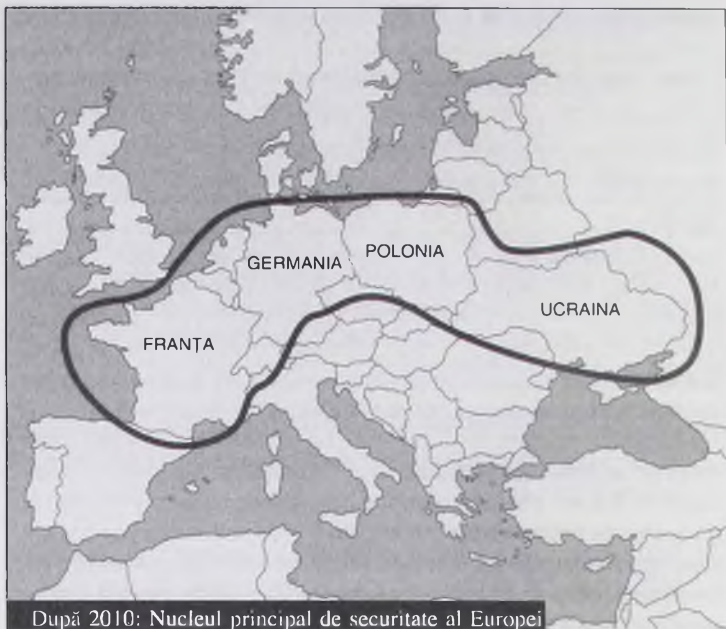 POLONIA
GERMANIA
UCRAINA
FRANȚA
După 2010: Nucleul principal de securitate al Europei